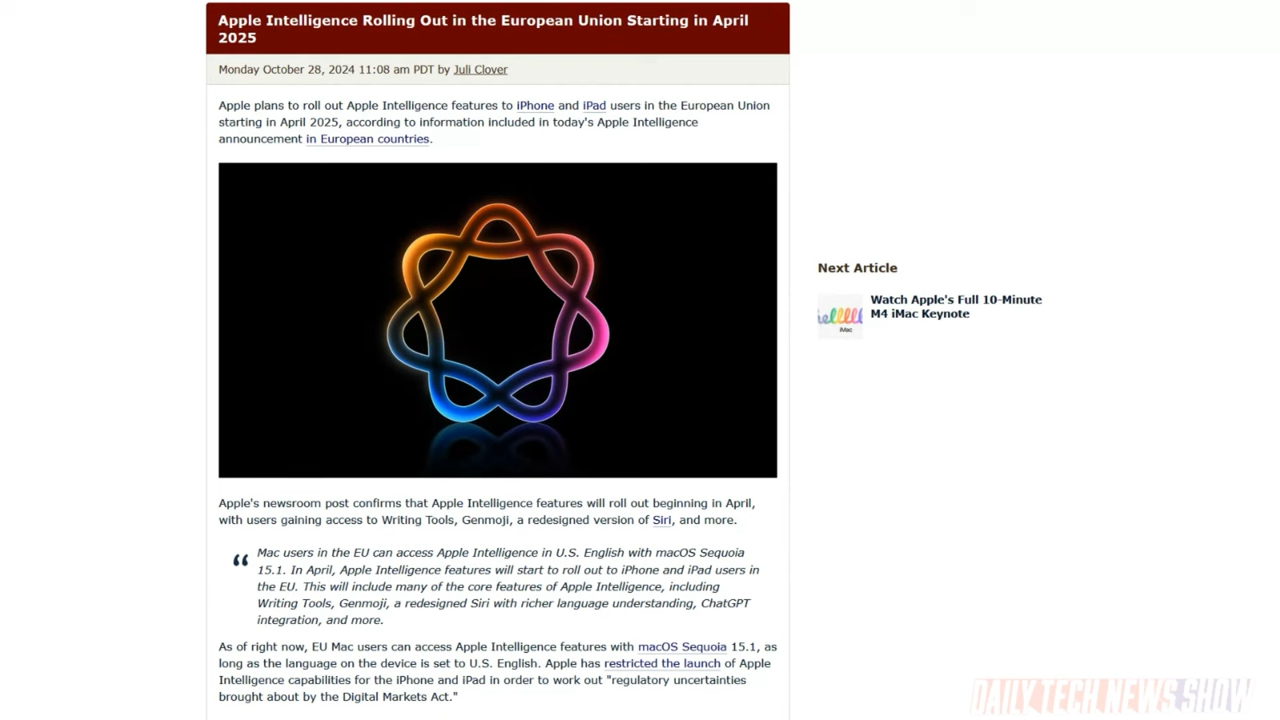 Apple Intelligence Rolling Out in the European Union Starting in April
2025
Monday October 28, 2024 11:08 am PDT by Juli Clover
Apple plans to roll out Apple Intelligence features to iPhone and iPad users in the European Union
starting in April 2025, according to information included in today's Apple Intelligence
announcement in European countries.
Next Article
Watch Apple's Full 10-Minute
M4 iMac Keynote
hellllll
iMac
Apple's newsroom post confirms that Apple Intelligence features will roll out beginning in April,
with users gaining access to Writing Tools, Genmoji, a redesigned version of Siri, and more.
“ Mac users in the EU can access Apple Intelligence in U.S. English with macOS Sequoia
15.1. In April, Apple Intelligence features will start to roll out to iPhone and iPad users in
the EU. This will include many of the core features of Apple Intelligence, including
Writing Tools, Genmoji, a redesigned Siri with richer language understanding, ChatGPT
integration, and more.
As of right now, EU Mac users can access Apple Intelligence features with macOS Sequoia 15.1, as
long as the language on the device is set to U.S. English. Apple has restricted the launch of Apple
Intelligence capabilities for the iPhone and iPad in order to work out "regulatory uncertainties
brought about by the Digital Markets Act."
DAILY TECH NEWS SHOW